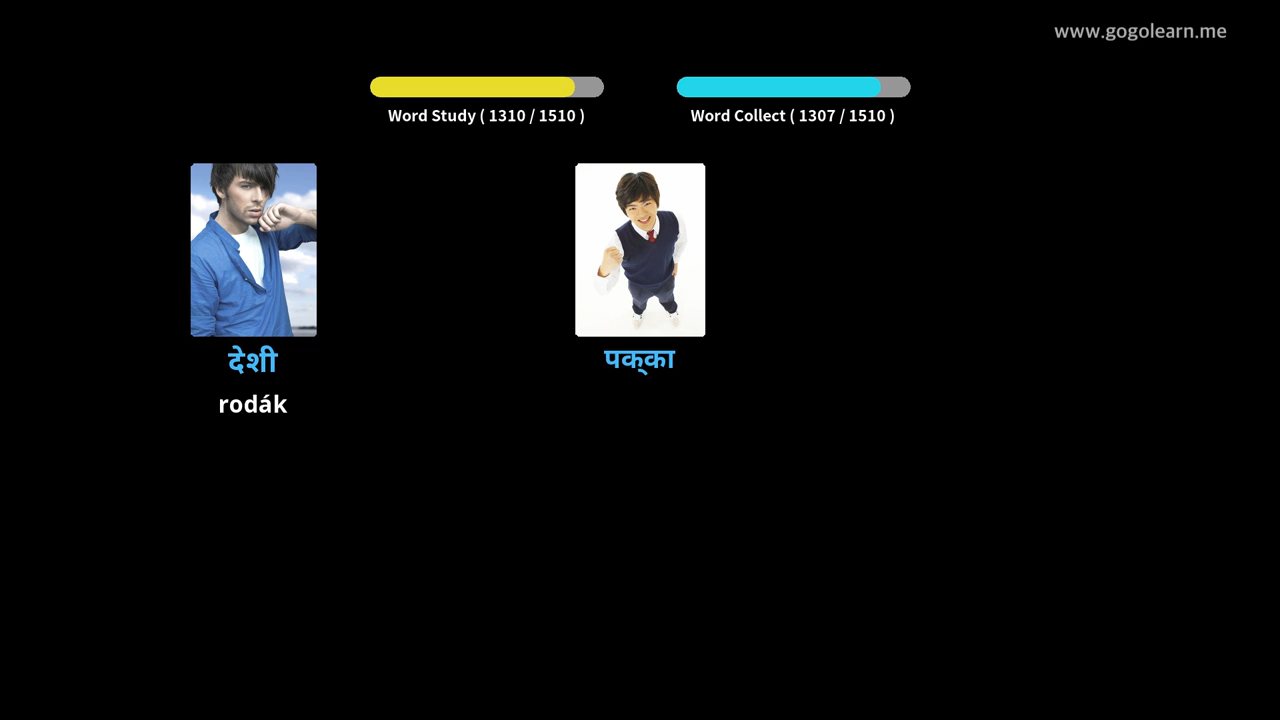 www.gogolearn.me
Word Study ( 1310 / 1510 )
Word Collect ( 1307 / 1510 )
देशी
पक्‌का
rodák